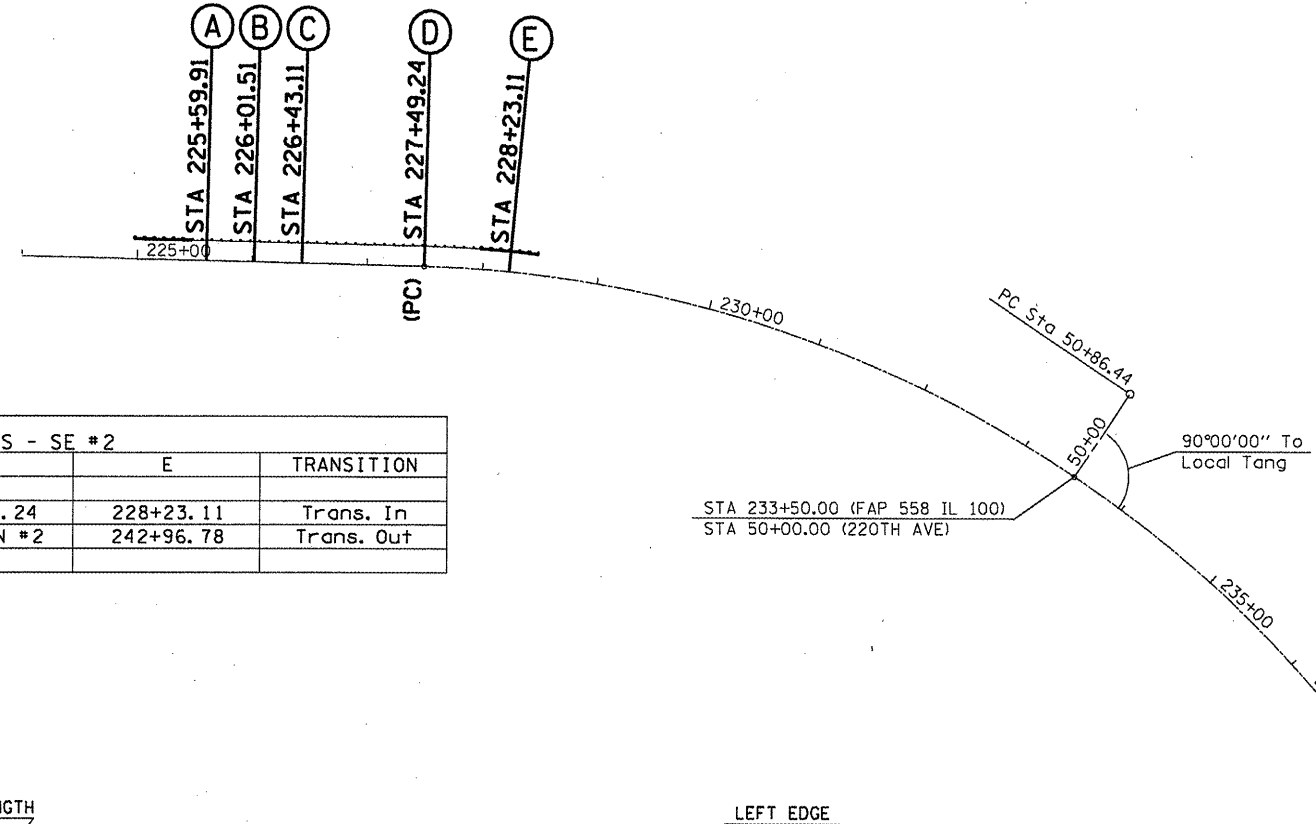 A B C D E
STA 225+59.91
STA 226+01.51
STA 226+43.11
STA 227+49.24
STA 228+23.11
225+00
(PC)
230+00
PC Sta 50+86.44
50+00
90°00'00" To
Local Tang
STA 233+50.00 (FAP 558 IL 100)
STA 50+00.00 (220TH AVE)
235+00
S - SE #2
E TRANSITION
.24 228+23.11 Trans. In
N #2 242+96.78 Trans. Out
NGTH
LEFT EDGE